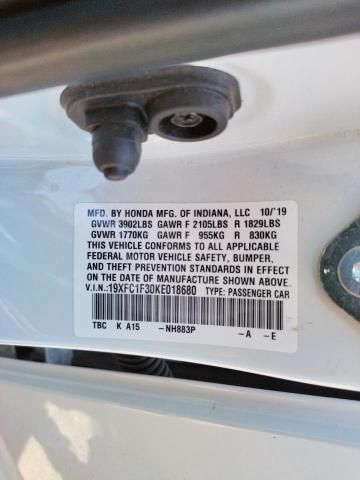 MFD. BY HONDA MFG. OF INDIANA, LLC 10/'19
GVWR 3902LBS GAWR F 2105LBS R 1829LBS
GVWR 1770KG GAWR F 955KG R 830KG
THIS VEHICLE CONFORMS TO ALL APPLICABLE
FEDERAL MOTOR VEHICLE SAFETY, BUMPER,
AND THEFT PREVENTION STANDARDS IN EFFECT
ON THE DATE OF MANUFACTURE SHOWN ABOVE.
V.I.N.:19XFC1F30KE018680 TYPE: PASSENGER CAR
TBC K A15 -NH883P -A -E